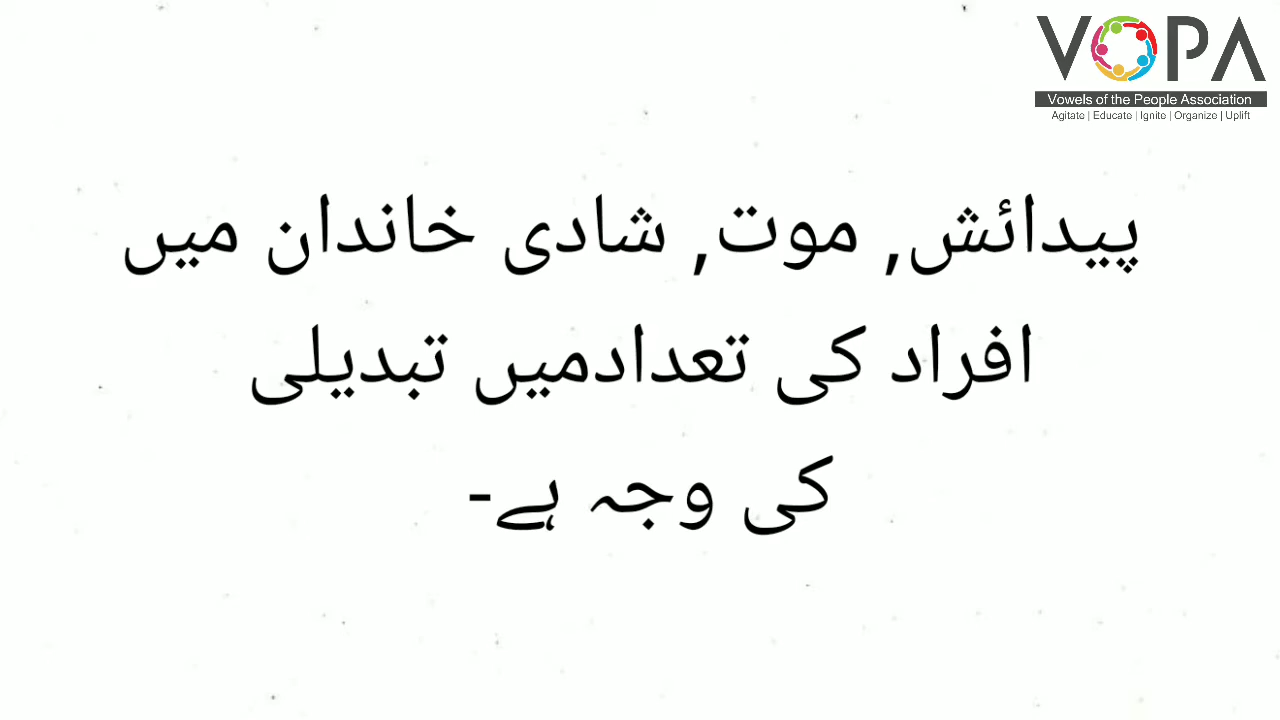 VOPA
Vowels of the People Association
Agitate | Educate | Ignite | Organize | Uplift
پیدائش, موت, شادی خاندان میں
افراد کی تعدادمیں تبدیلی
کی وجہ ہے-